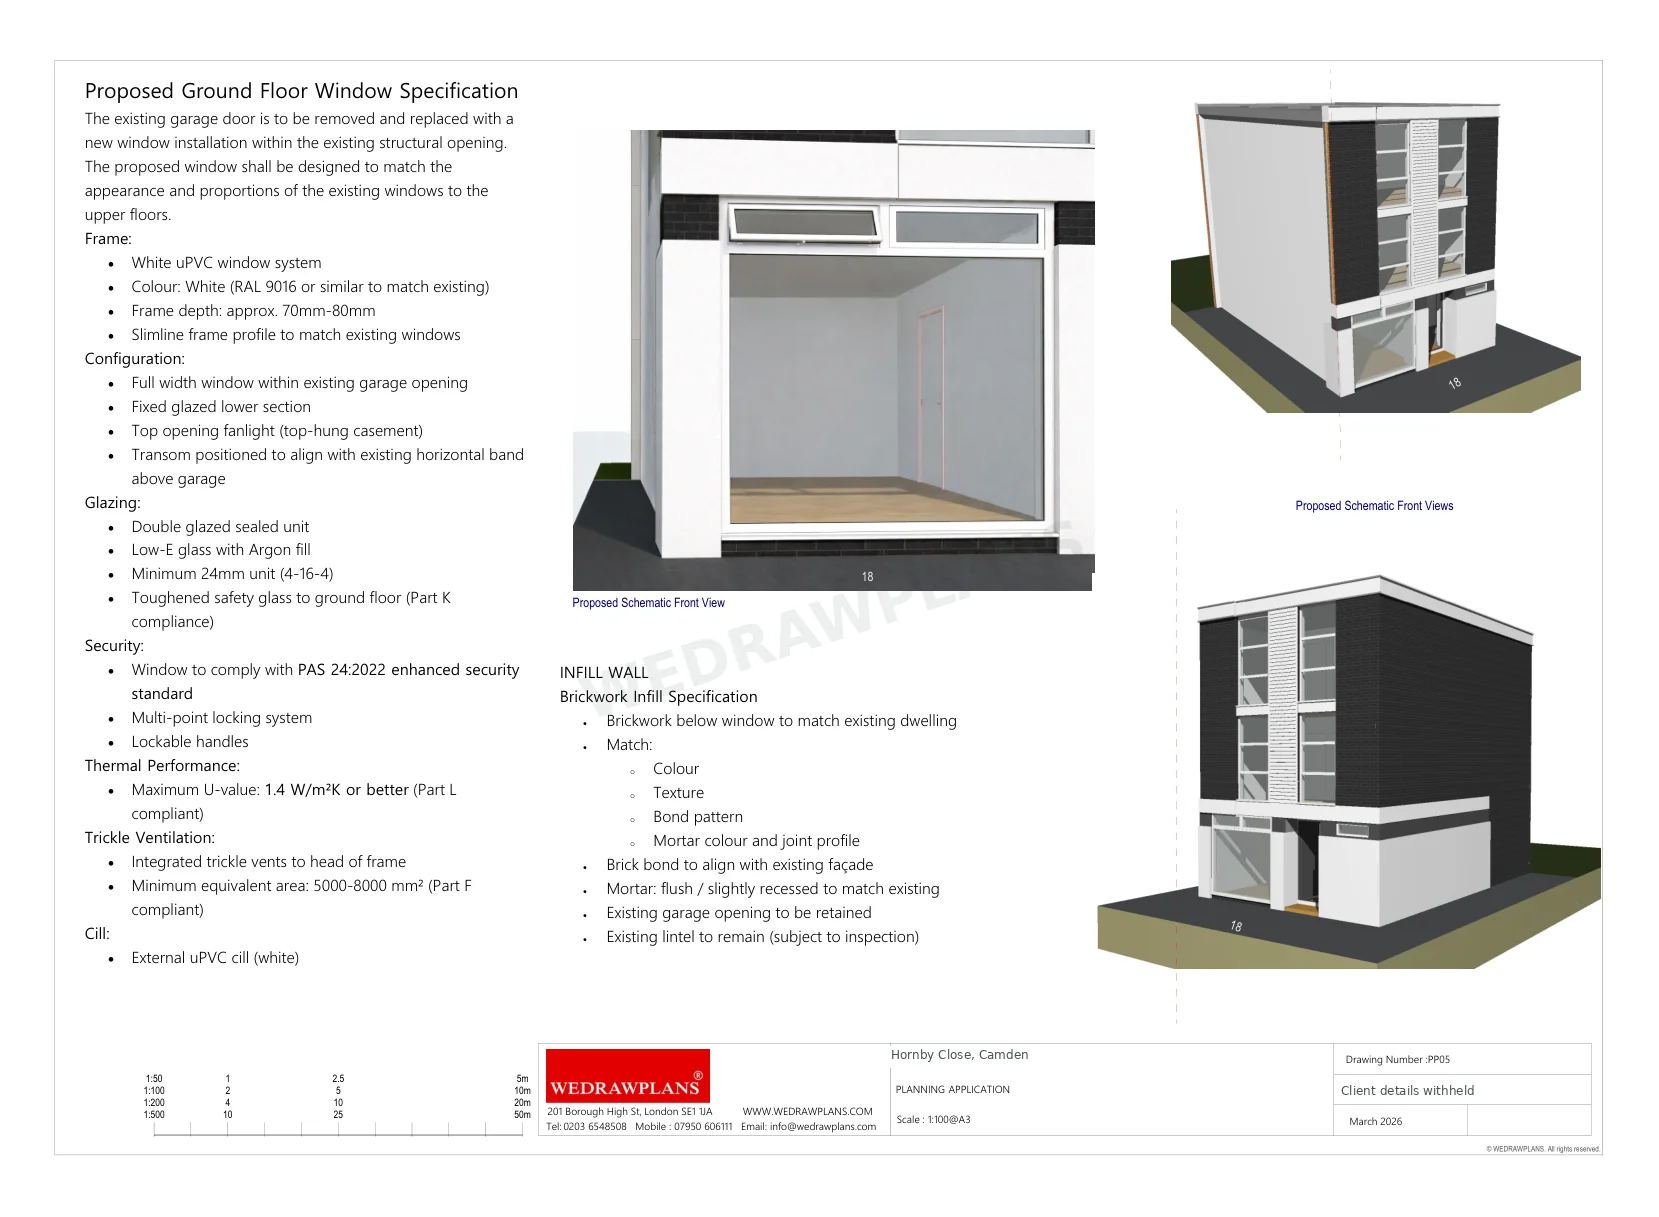 Proposed Ground Floor Window Specification
The existing garage door is to be removed and replaced with a
new window installation within the existing structural opening.
The proposed window shall be designed to match the
appearance and proportions of the existing windows to the
upper floors.
Frame:
• White uPVC window system
• Colour: White (RAL 9016 or similar to match existing)
• Frame depth: approx. 70mm-80mm
• Slimline frame profile to match existing windows
Configuration:
• Full width window within existing garage opening
• Fixed glazed lower section
• Top opening fanlight (top-hung casement)
• Transom positioned to align with existing horizontal band
above garage
Glazing:
• Double glazed sealed unit
• Low-E glass with Argon fill
• Minimum 24mm unit (4-16-4)
• Toughened safety glass to ground floor (Part K
compliance)
Security:
• Window to comply with PAS 24:2022 enhanced security
standard
• Multi-point locking system
• Lockable handles
Thermal Performance:
• Maximum U-value: 1.4 W/m²K or better (Part L
compliant)
Trickle Ventilation:
• Integrated trickle vents to head of frame
• Minimum equivalent area: 5000-8000 mm² (Part F
compliant)
Cill:
• External uPVC cill (white)
18
Proposed Schematic Front View
WEDRAWPLANS
INFILL WALL
Brickwork Infill Specification
• Brickwork below window to match existing dwelling
• Match:
○ Colour
○ Texture
○ Bond pattern
○ Mortar colour and joint profile
• Brick bond to align with existing façade
• Mortar: flush / slightly recessed to match existing
• Existing garage opening to be retained
• Existing lintel to remain (subject to inspection)
18
Proposed Schematic Front Views
18
1:50 1 2.5 5m
1:100 2 5 10m
1:200 4 10 20m
1:500 10 25 50m
WEDRAWPLANS ®
201 Borough High St, London SE1 1JA WWW.WEDRAWPLANS.COM
Tel: 0203 6548508 Mobile : 07950 606111 Email: info@wedrawplans.com
Hornby Close, Camden
PLANNING APPLICATION
Scale : 1:100@A3
Drawing Number :PP05
Client details withheld
March 2026
© WEDRAWPLANS. All rights reserved.